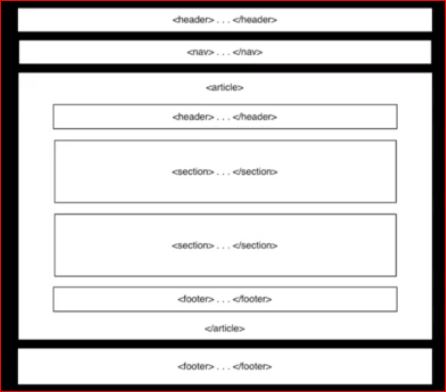 <header> . . . </header>
<nav> . . . </nav>
<article>
<header> . . . </header>
<section> . . . </section>
<section> . . . </section>
<footer> . . . </footer>
</article>
<footer> . . . </footer>